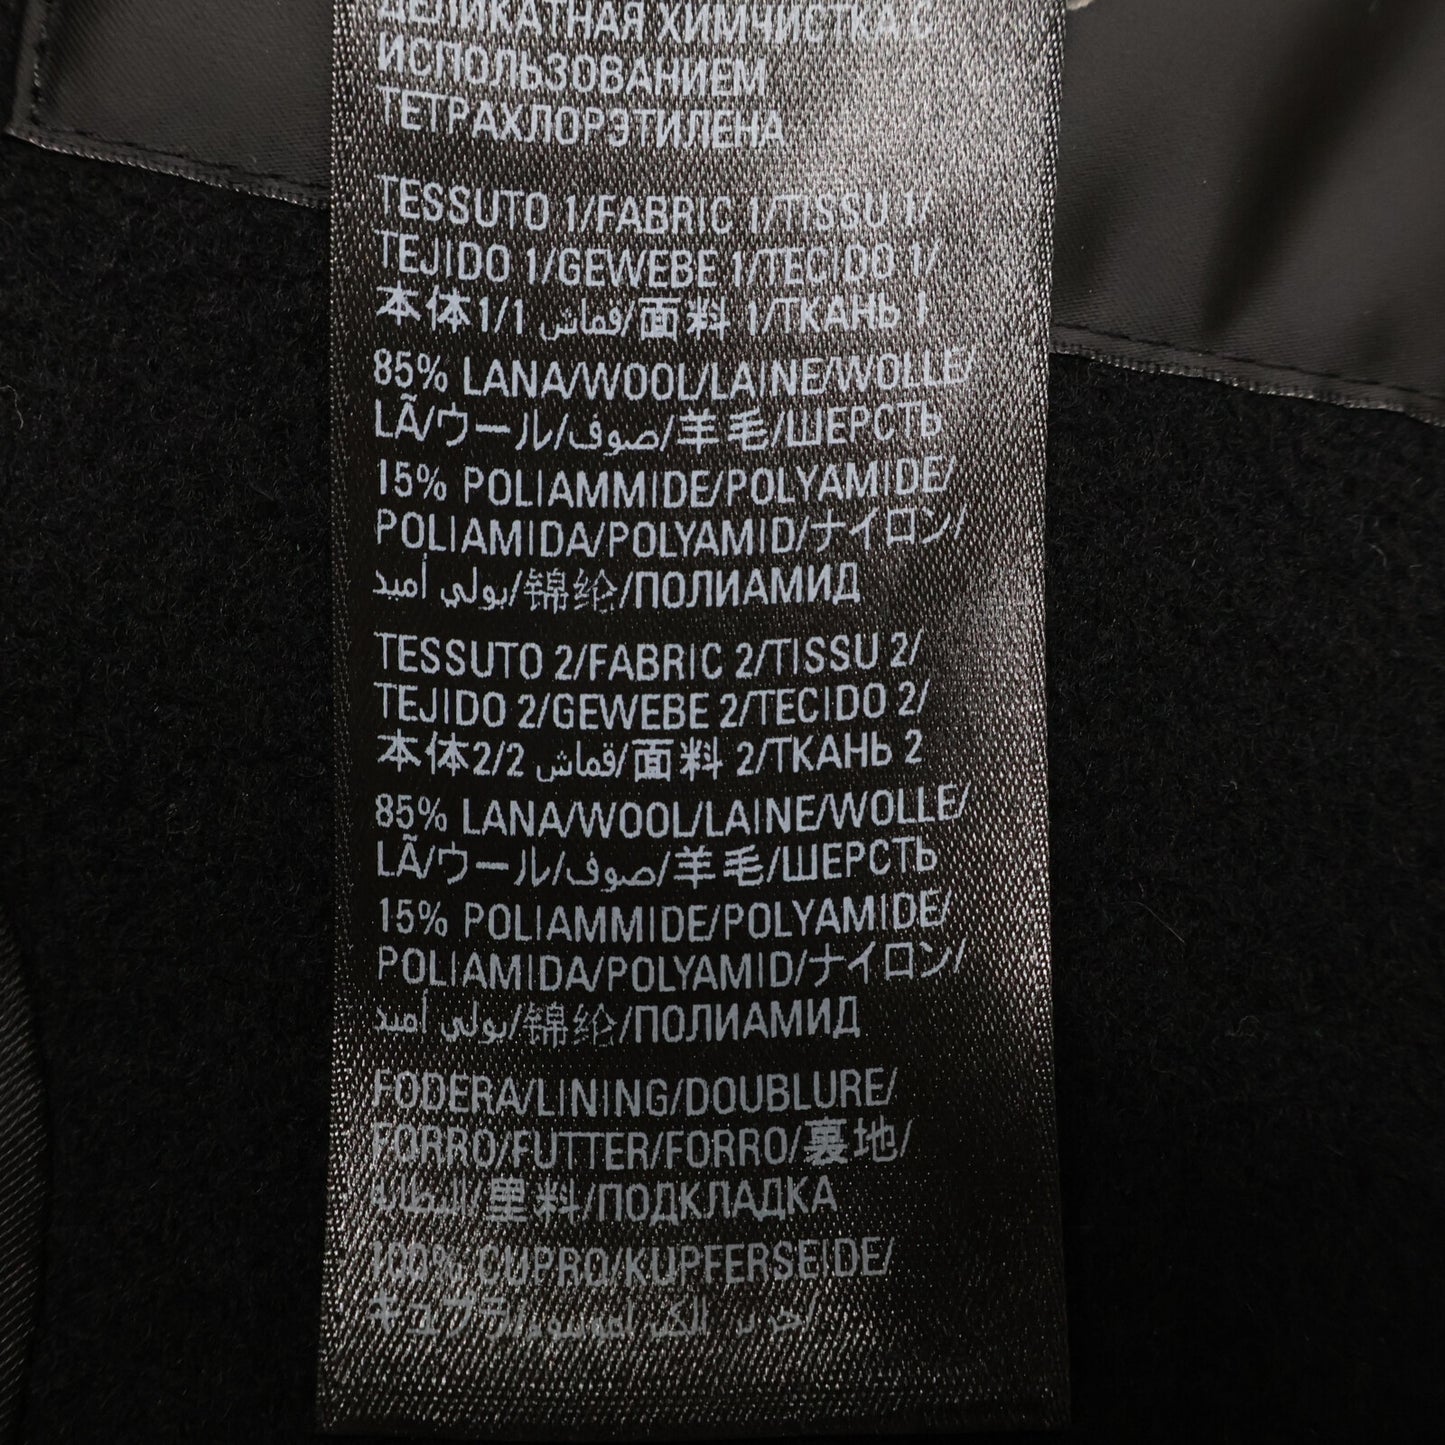 ДЕЛИКАТНАЯ ХИМЧИСТКА С
ИСПОЛЬЗОВАНИЕМ
ТЕТРАХЛОРЭТИЛЕНА
TESSUTO 1/FABRIC 1/TISSU 1/
TEJIDO 1/GEWEBE 1/TECIDO 1/
本体1/1 قماش/面料 1/ТКАНЬ 1
85% LANA/WOOL/LAINE/WOLLE/
LÃ/ウール/صوف/羊毛/ШЕРСТЬ
15% POLIAMMIDE/POLYAMIDE/
POLIAMIDA/POLYAMID/ナイロン/
بولي أميد/锦纶/ПОЛИАМИД
TESSUTO 2/FABRIC 2/TISSU 2/
TEJIDO 2/GEWEBE 2/TECIDO 2/
本体2/2 قماش/面料 2/ТКАНЬ 2
85% LANA/WOOL/LAINE/WOLLE/
LÃ/ウール/صوف/羊毛/ШЕРСТЬ
15% POLIAMMIDE/POLYAMIDE/
POLIAMIDA/POLYAMID/ナイロン/
بولي أميد/锦纶/ПОЛИАМИД
FODERA/LINING/DOUBLURE/
FORRO/FUTTER/FORRO/裏地/
البطانة/里料/ПОДКЛАДКА
100% CUPRO/KUPFERSEIDE/
キュプラ/